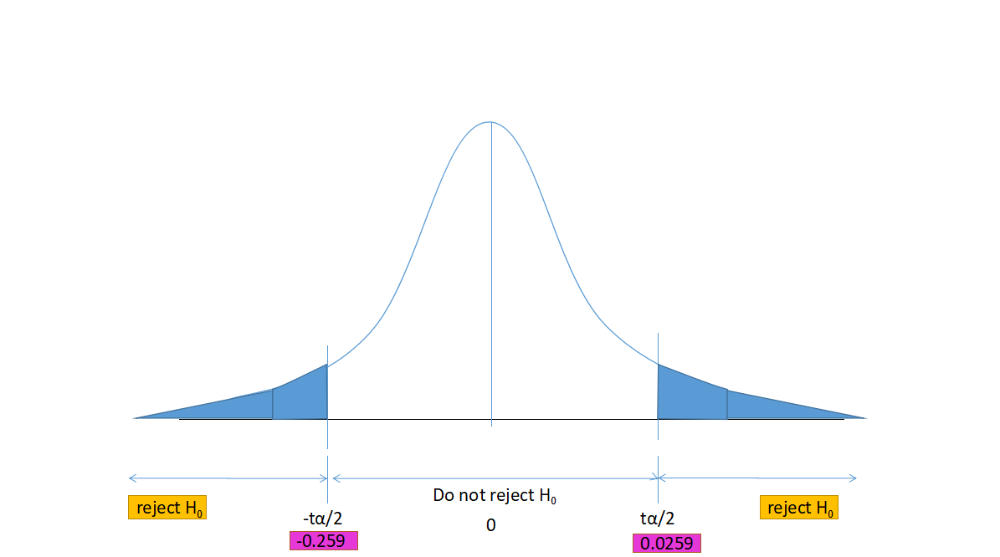 Do not reject H₀
reject H₀
reject H₀
-tα/2
0
tα/2
-0.259
0.0259